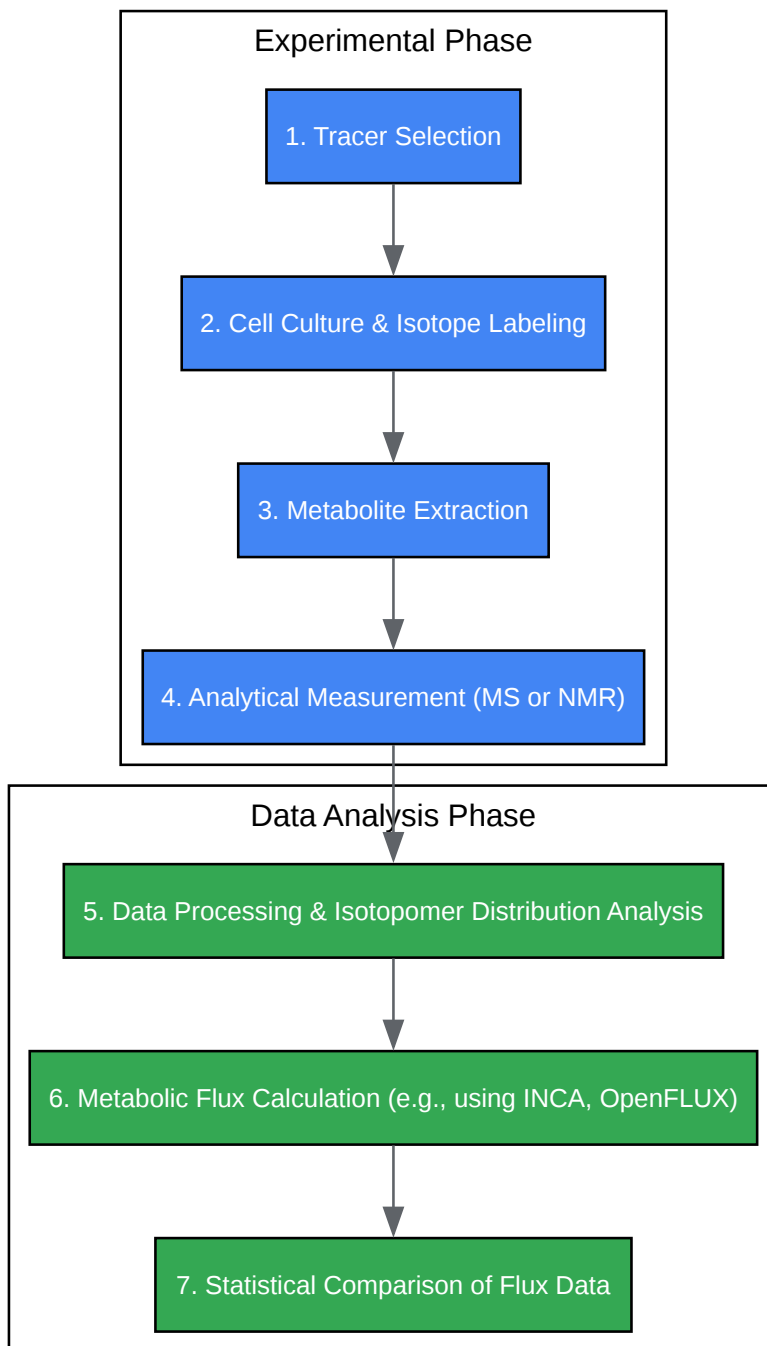 Experimental Phase
1. Tracer Selection
2. Cell Culture & Isotope Labeling
3. Metabolite Extraction
4. Analytical Measurement (MS or NMR)
Data Analysis Phase
5. Data Processing & Isotopomer Distribution Analysis
6. Metabolic Flux Calculation (e.g., using INCA, OpenFLUX)
7. Statistical Comparison of Flux Data